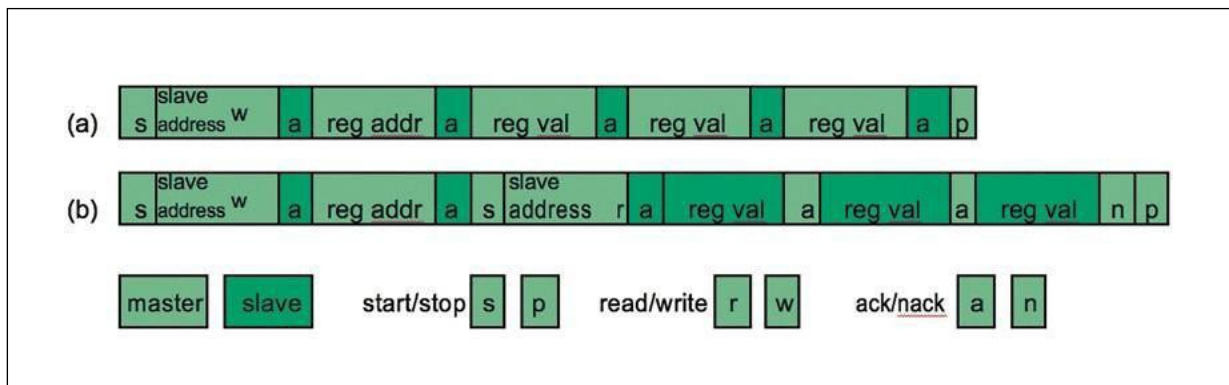 slave
(a) s address w a reg addr a reg val a reg val a reg val a p
slave slave
(b) s address w a reg addr a s address r a reg val a reg val a reg val n p
master slave start/stop s p read/write r w ack/nack a n